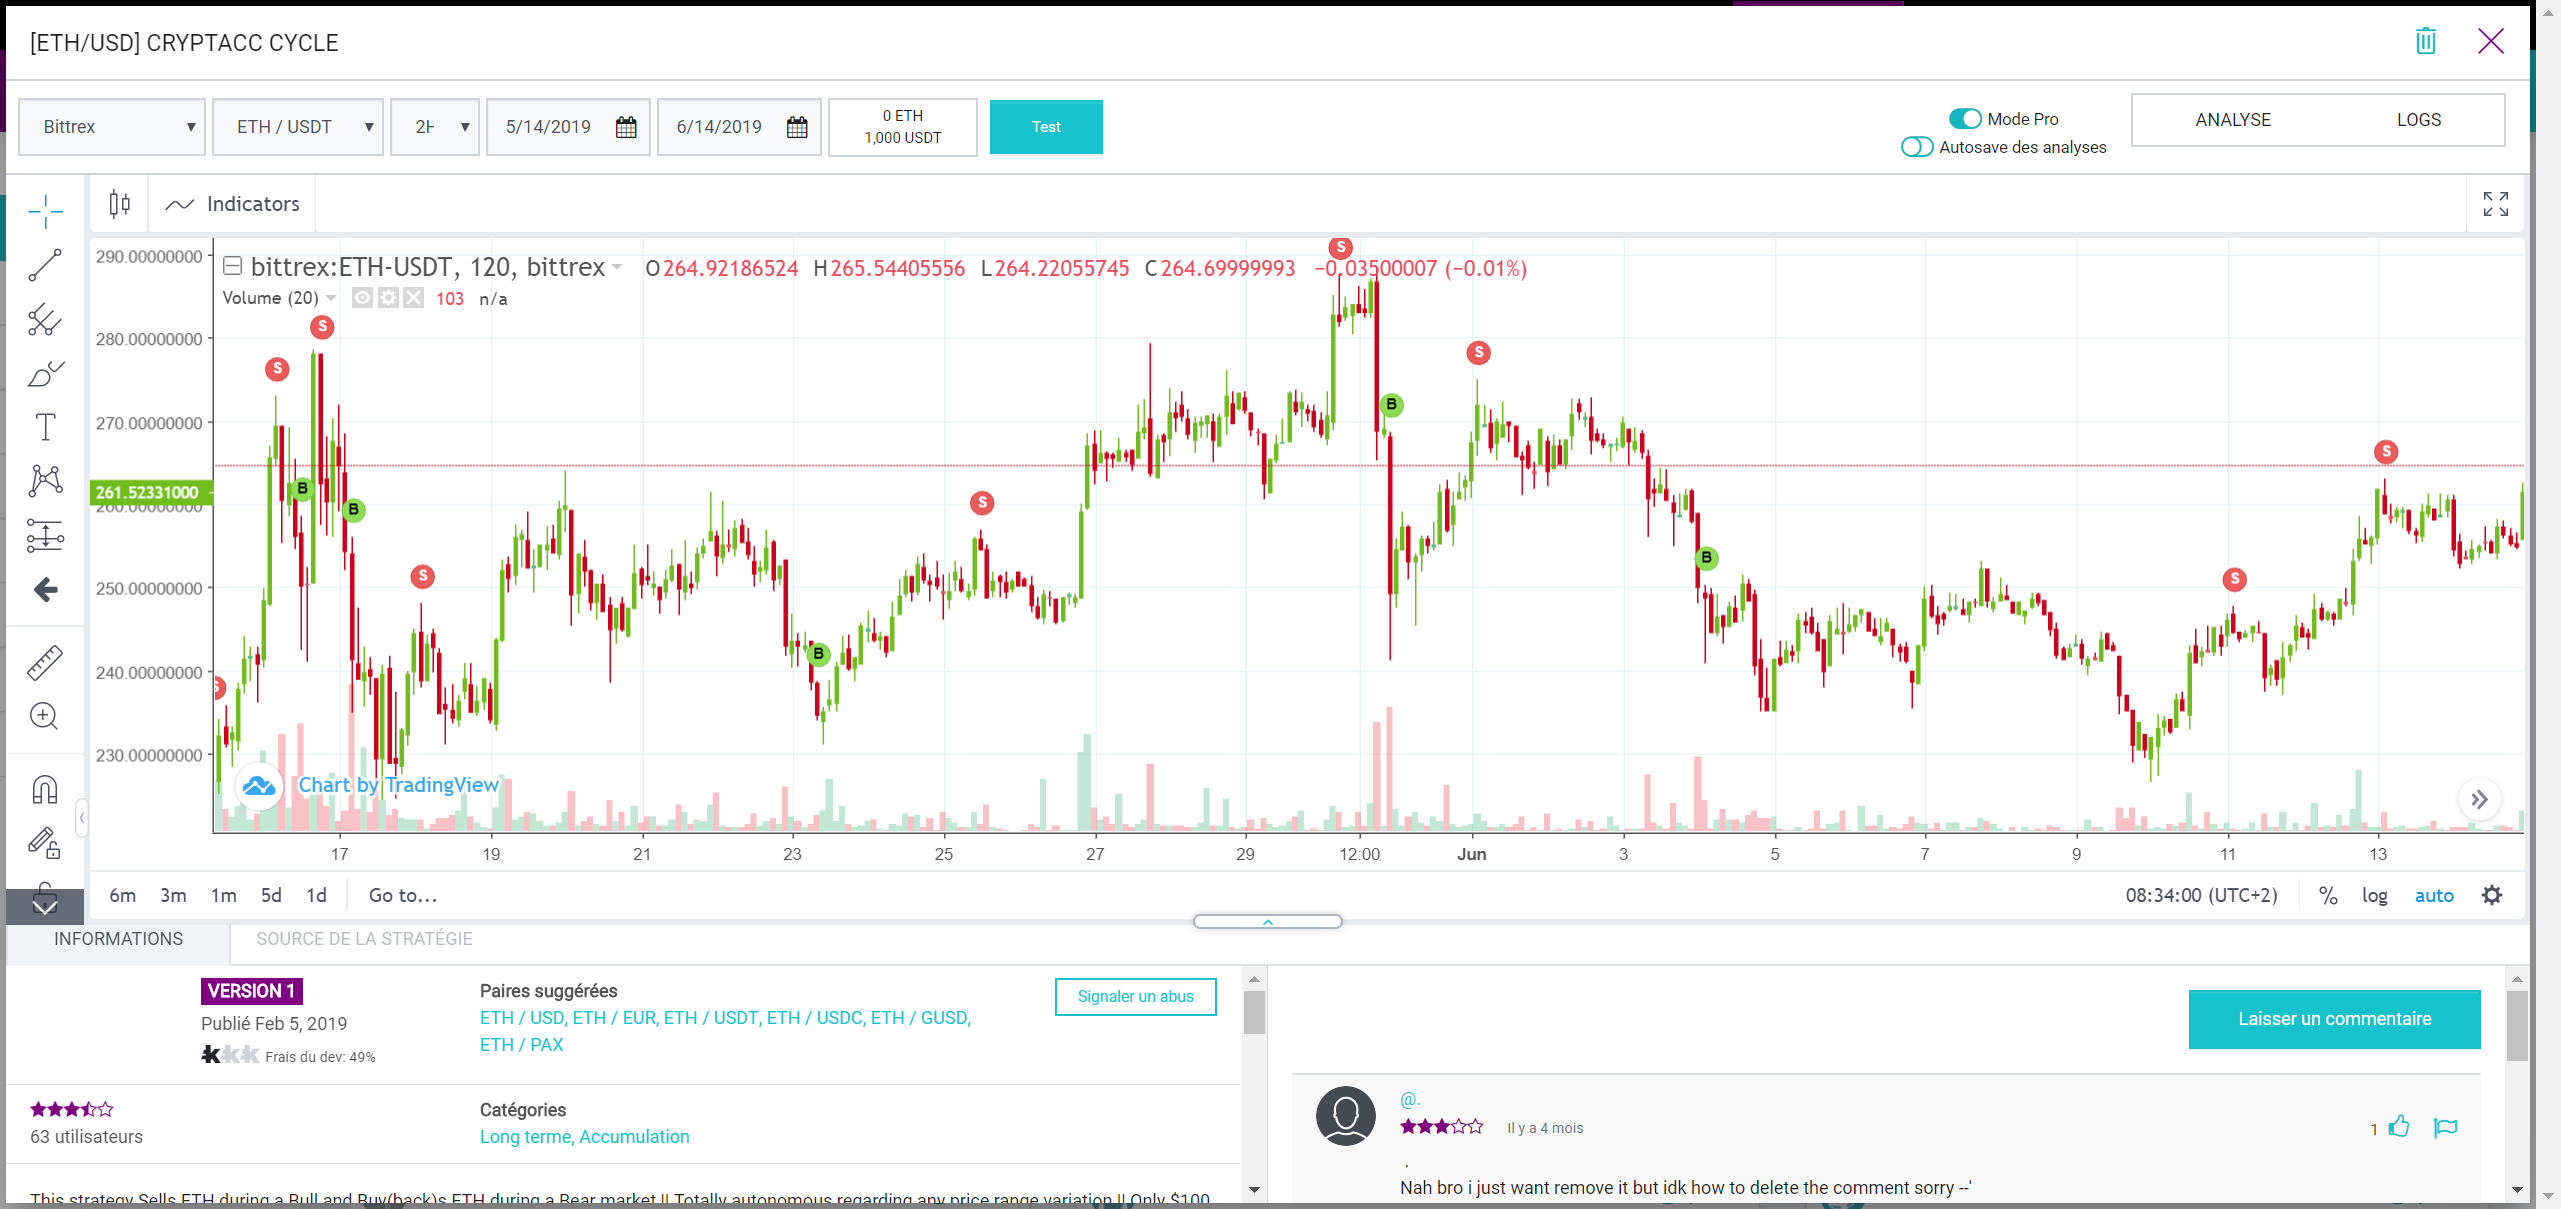 [ETH/USD] CRYPTACC CYCLE
Bittrex ETH / USDT 2H 5/14/2019 6/14/2019 0 ETH
1,000 USDT
Test
Mode Pro
Autosave des analyses
ANALYSE LOGS
Indicators
bittrex:ETH-USDT, 120, bittrex O264.92186524 H265.54405556 L264.22055745 C264.69999993 −0.03500007 (−0.01%)
Volume (20) 103 n/a
290.00000000
280.00000000
270.00000000
261.52331000
260.00000000
250.00000000
240.00000000
230.00000000
S
S
S
S
B
B
S
B
S
S
B
S
B
S
S
Chart by TradingView
17 19 21 23 25 27 29 12:00 Jun 3 5 7 9 11 13
6m 3m 1m 5d 1d Go to...
08:34:00 (UTC+2) % log auto
INFORMATIONS SOURCE DE LA STRATÉGIE
VERSION 1
Publié Feb 5, 2019
Frais du dev: 49%
Paires suggérées
ETH / USD, ETH / EUR, ETH / USDT, ETH / USDC, ETH / GUSD,
ETH / PAX
Signaler un abus
63 utilisateurs
Catégories
Long terme, Accumulation
This strategy Sells ETH during a Bull and Buy(back)s ETH during a Bear market !! Totally autonomous regarding any price range variation !! Only $100
Laisser un commentaire
@.
Il y a 4 mois
1
.
Nah bro i just want remove it but idk how to delete the comment sorry --'